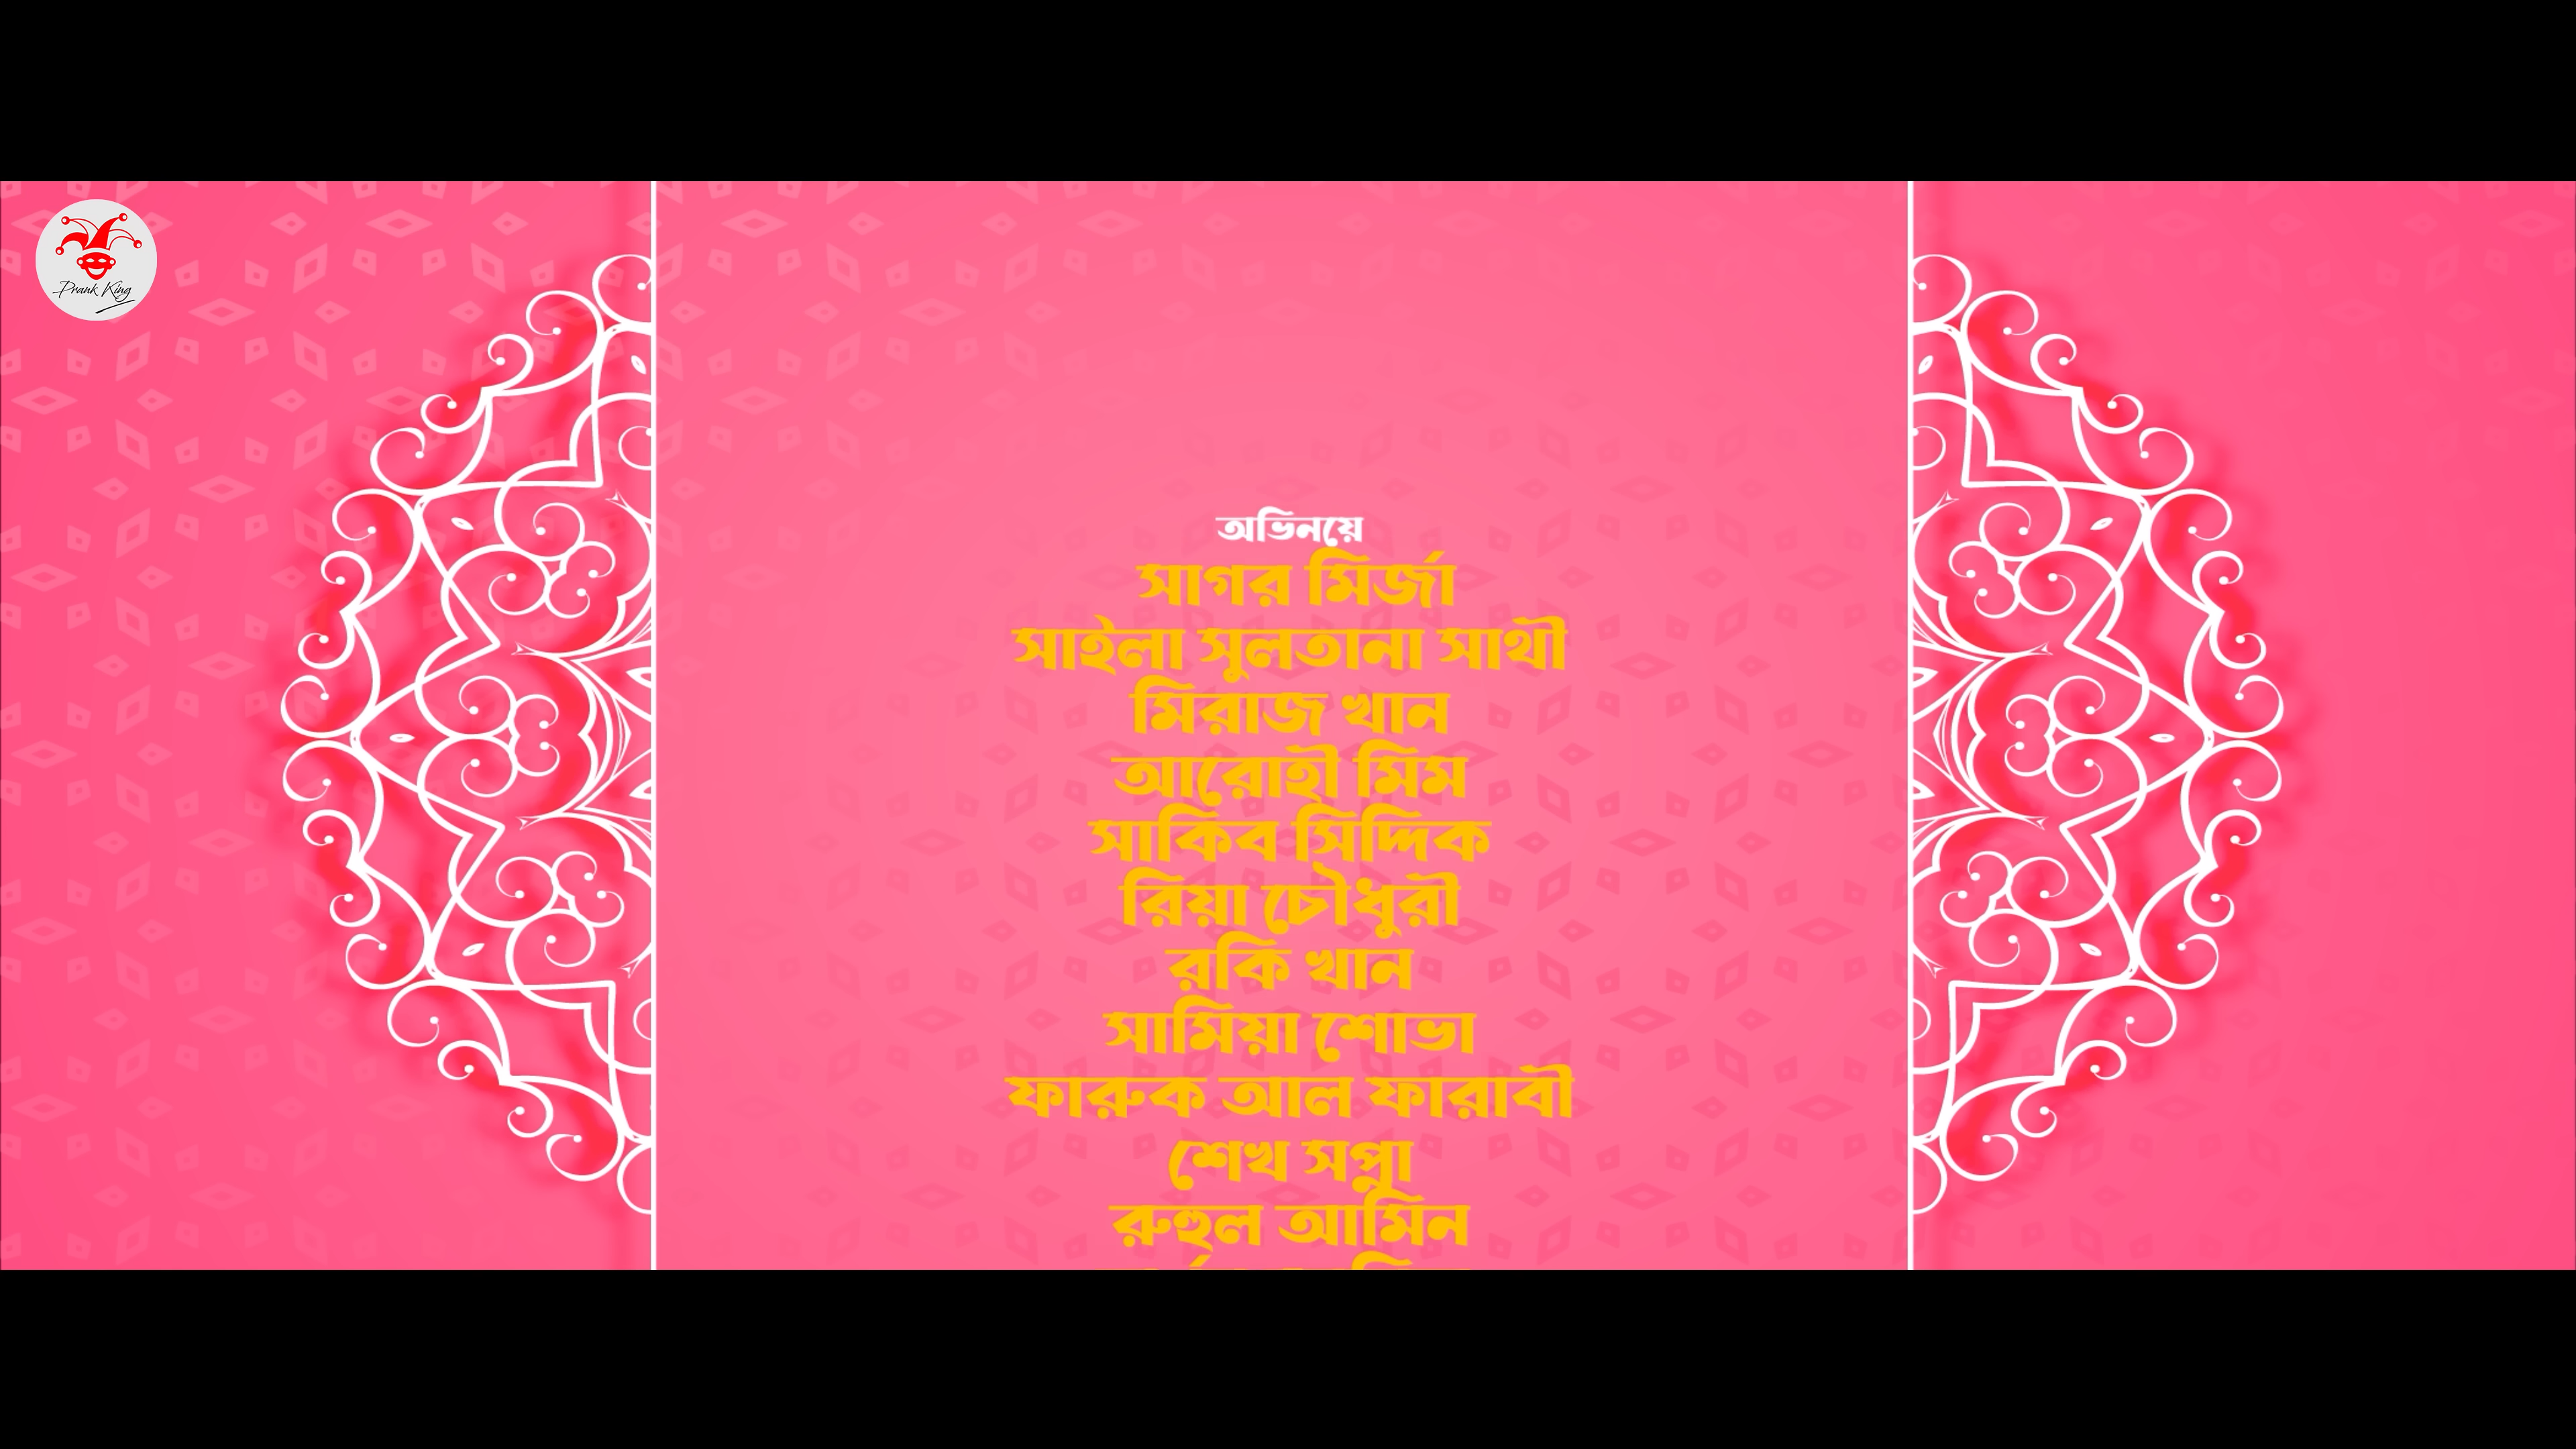 Prank King
অভিনয়ে
সাগর মির্জা
সাইলা সুলতানা সাথী
মিরাজ খান
আরোহী মিম
সাকিব সিদ্দিক
রিয়া চৌধুরী
রকি খান
সামিয়া শোভা
ফারুক আল ফারাবী
শেখ সপ্না
রুহুল আমিন